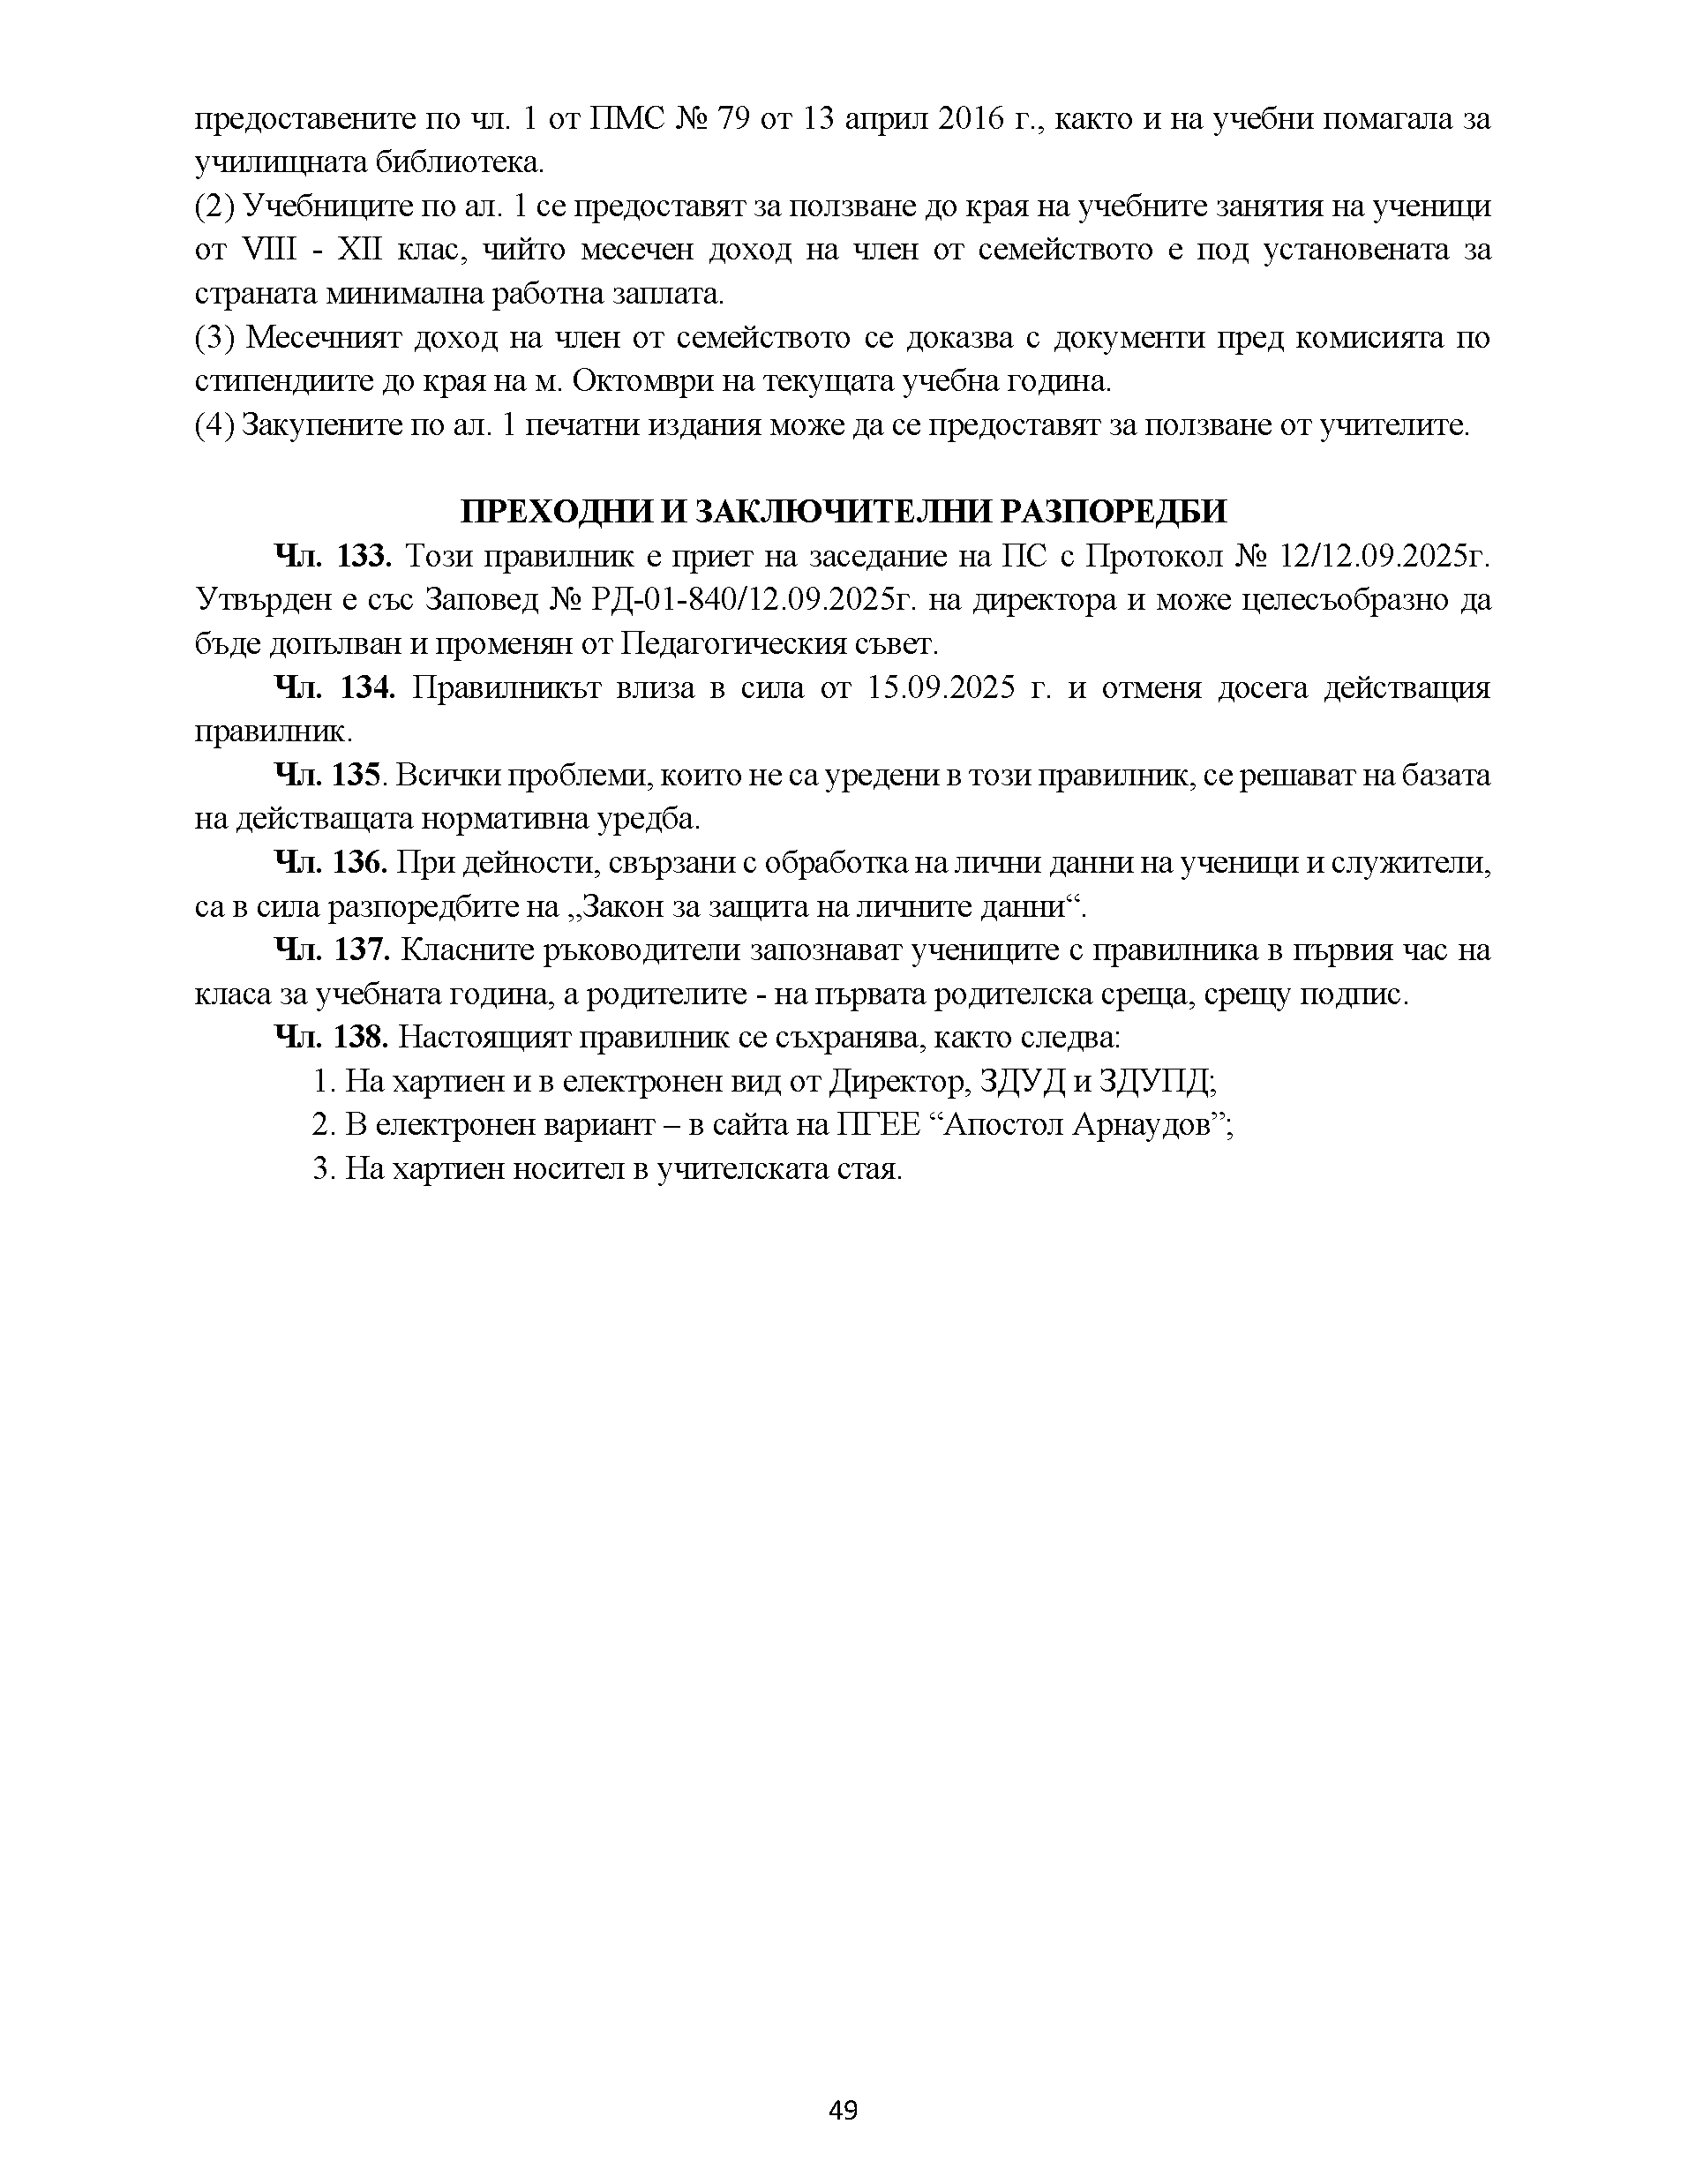 предоставените по чл. 1 от ПМС № 79 от 13 април 2016 г., както и на учебни помагала за
училищната библиотека.
(2) Учебниците по ал. 1 се предоставят за ползване до края на учебните занятия на ученици
от VIII - XII клас, чийто месечен доход на член от семейството е под установената за
страната минимална работна заплата.
(3) Месечният доход на член от семейството се доказва с документи пред комисията по
стипендиите до края на м. Октомври на текущата учебна година.
(4) Закупените по ал. 1 печатни издания може да се предоставят за ползване от учителите.
ПРЕХОДНИ И ЗАКЛЮЧИТЕЛНИ РАЗПОРЕДБИ
Чл. 133. Този правилник е приет на заседание на ПС с Протокол № 12/12.09.2025г.
Утвърден е със Заповед № РД-01-840/12.09.2025г. на директора и може целесъобразно да
бъде допълван и променян от Педагогическия съвет.
Чл. 134. Правилникът влиза в сила от 15.09.2025 г. и отменя досега действащия
правилник.
Чл. 135. Всички проблеми, които не са уредени в този правилник, се решават на базата
на действащата нормативна уредба.
Чл. 136. При дейности, свързани с обработка на лични данни на ученици и служители,
са в сила разпоредбите на „Закон за защита на личните данни“.
Чл. 137. Класните ръководители запознават учениците с правилника в първия час на
класа за учебната година, а родителите - на първата родителска среща, срещу подпис.
Чл. 138. Настоящият правилник се съхранява, както следва:
1. На хартиен и в електронен вид от Директор, ЗДУД и ЗДУПД;
2. В електронен вариант – в сайта на ПГЕЕ “Апостол Арнаудов”;
3. На хартиен носител в учителската стая.
49